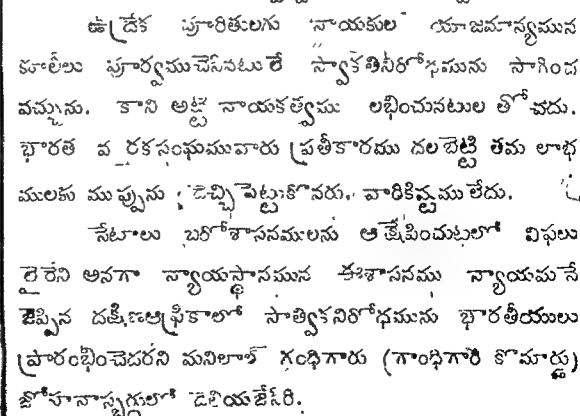 ఉద్రేక పూరితులగు నాయకుల యాజమాన్యమున
కూలీలు పూర్వముచేసినటులే సాత్వికనిరోధమును సాగింప
వచ్చును. కాని అట్టి నాయకత్వము లభించునటుల తోచదు.
భారత వర్తకసంఘమువారు ప్రతీకారము దలబెట్టి తమ లాభ
ములకు ముప్పును దెచ్చి పెట్టుకొనరు. వారికిష్టములేదు.
సేటాలు బరోశాసనములను ఆక్షేపించుటలో విఫలు
లైరేని అనగా న్యాయస్థానమున ఈశాసనము న్యాయమనే
జెప్పిన దక్షిణఆఫ్రికాలో సాత్వికనిరోధమును భారతీయులు
ప్రారంభించెదరని మనిలాల్ గంధిగారు (గాంధిగారి కొమార్డు)
జోహనాస్బర్గులో దెలియజేసిరి.